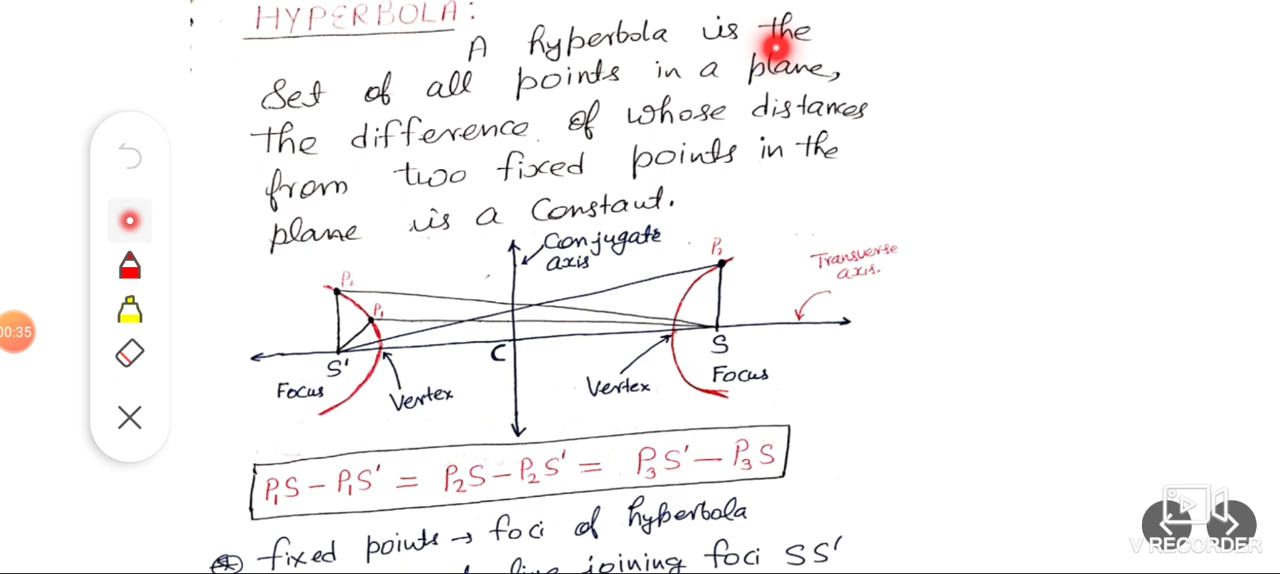 HYPERBOLA:
A hyperbola is the
set of all points in a plane,
the difference of whose distances
from two fixed points in the
plane is a constant.
Conjugate
axis
P₂
P₁
P₃
Transverse
axis.
S'
C
S
Focus
Vertex
Vertex
Focus
P₁S - P₁S' = P₂S - P₂S' = P₃S' - P₃S
fixed points → foci of hyperbola
line joining foci SS'
00:35
V RECORDER